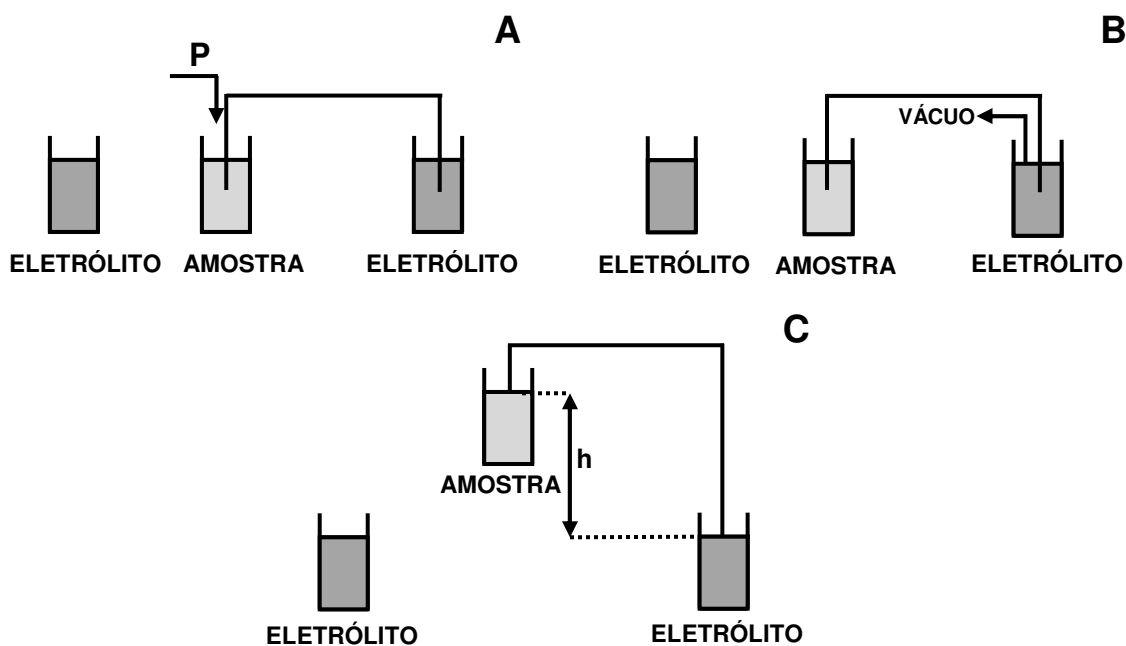 A
P
ELETRÓLITO AMOSTRA ELETRÓLITO
B
VÁCUO
ELETRÓLITO AMOSTRA ELETRÓLITO
C
h
AMOSTRA
ELETRÓLITO ELETRÓLITO